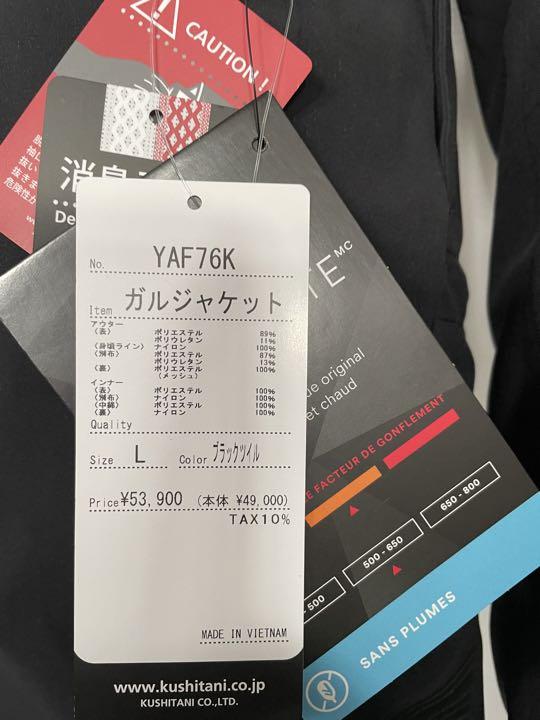 CAUTION!
消臭
De
No. YAF76K
Item ガルジャケット
アウター
(表) ポリエステル 89%
ポリウレタン 11%
(身頃ライン) ナイロン 100%
(別布) ポリエステル 87%
ポリウレタン 13%
(裏) ポリエステル 100%
(メッシュ)
インナー
(表) ポリエステル 100%
(別布) ナイロン 100%
(中綿) ポリエステル 100%
(裏) ナイロン 100%
Quality
Size L Color ブラックツイル
Price ¥53,900 (本体 ¥49,000)
TAX10%
MADE IN VIETNAM
www.kushitani.co.jp
KUSHITANI CO.,LTD.
TE MC
ue original
et chaud
E FACTEUR DE GONFLEMENT
500
500 - 650
650 - 800
SANS PLUMES